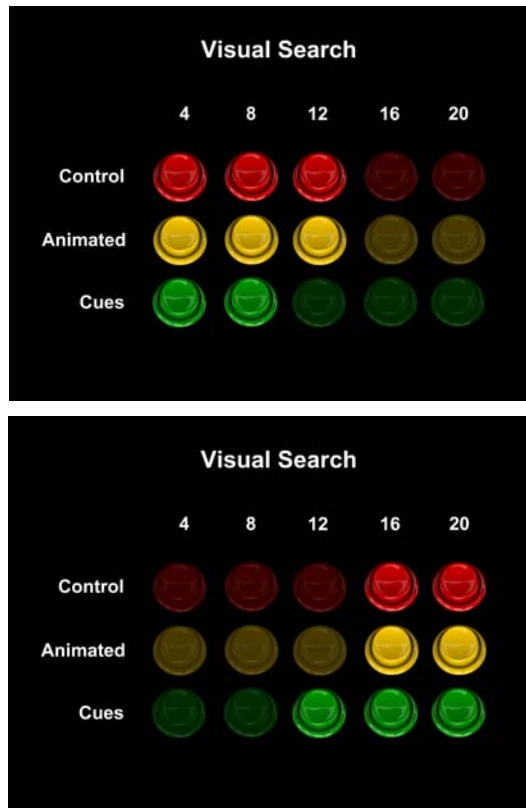 Visual Search
4 8 12 16 20
Control
Animated
Cues
Visual Search
4 8 12 16 20
Control
Animated
Cues